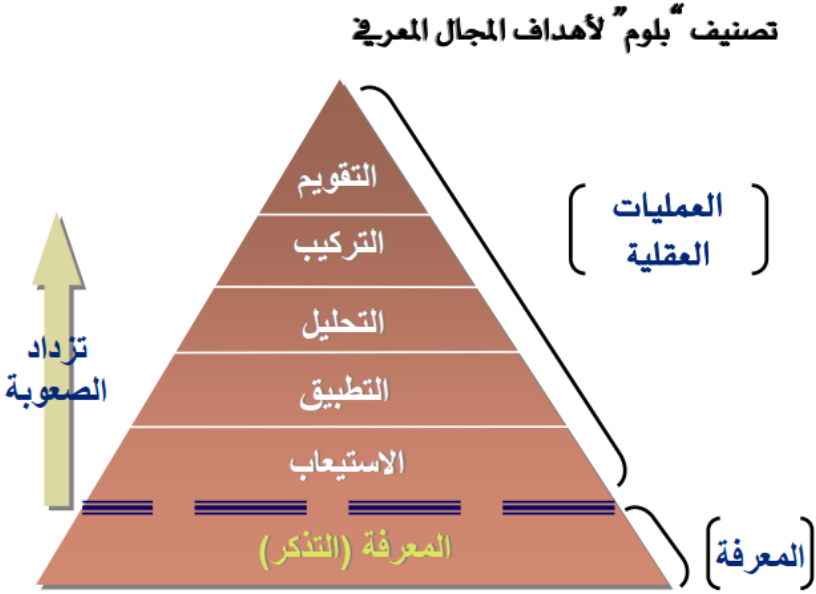 تصنيف “بلوم” لأهداف المجال المعرفي
التقويم
التركيب
التحليل
التطبيق
الاستيعاب
المعرفة (التذكر)
العمليات
العقلية
المعرفة
تزداد
الصعوبة